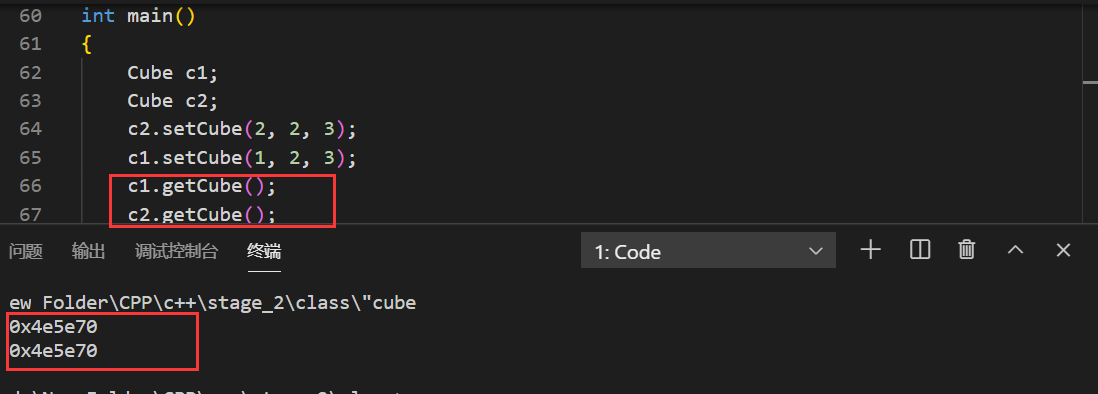 60 int main()
61 {
62 Cube c1;
63 Cube c2;
64 c2.setCube(2, 2, 3);
65 c1.setCube(1, 2, 3);
66 c1.getCube();
67 c2.getCube();
问题 输出 调试控制台 终端 1: Code
ew Folder\CPP\c++\stage_2\class\"cube
0x4e5e70
0x4e5e70